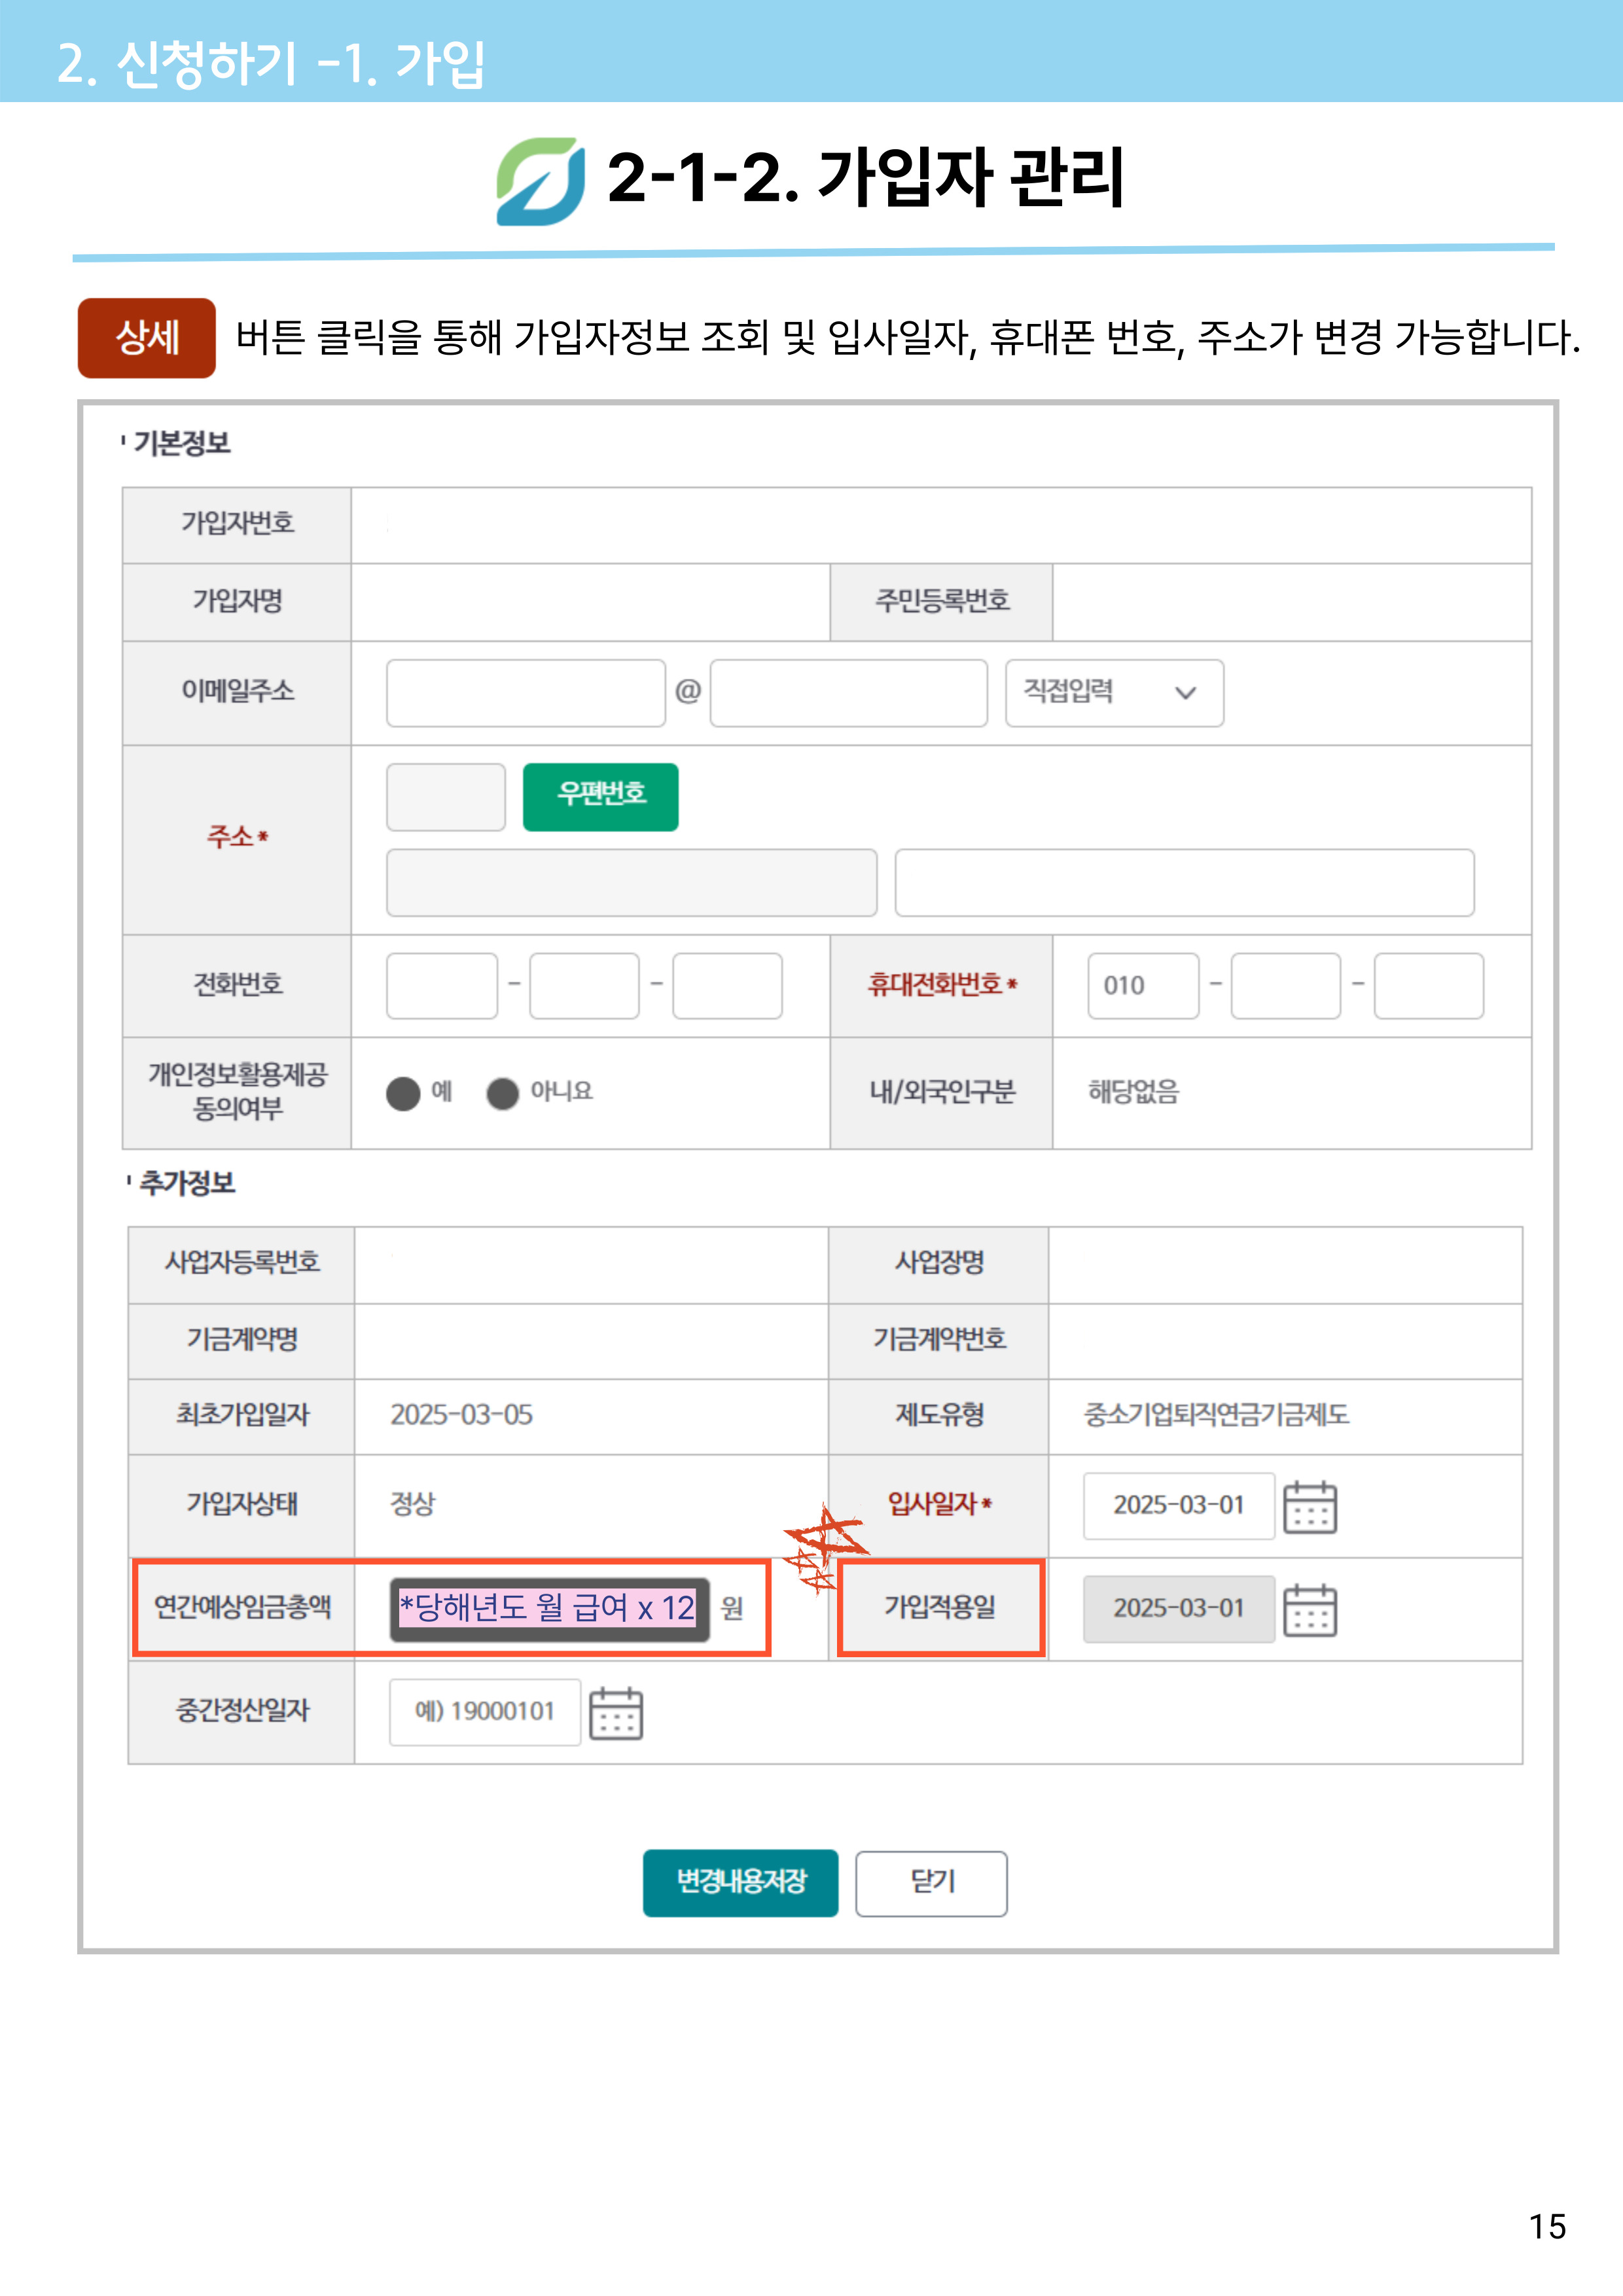 2. 신청하기 -1. 가입
2-1-2. 가입자 관리
상세 버튼 클릭을 통해 가입자정보 조회 및 입사일자, 휴대폰 번호, 주소가 변경 가능합니다.
기본정보
가입자번호
가입자명 주민등록번호
이메일주소 @ 직접입력
우편번호
주소 *
전화번호 - - 휴대전화번호 * 010 - -
개인정보활용제공
동의여부 예 아니요 내/외국인구분 해당없음
추가정보
사업자등록번호 사업장명
기금계약명 기금계약번호
최초가입일자 2025-03-05 제도유형 중소기업퇴직연금기금제도
가입자상태 정상 입사일자 * 2025-03-01
연간예상임금총액 *당해년도 월 급여 x 12 원 가입적용일 2025-03-01
중간정산일자 예) 19000101
변경내용저장 닫기
15